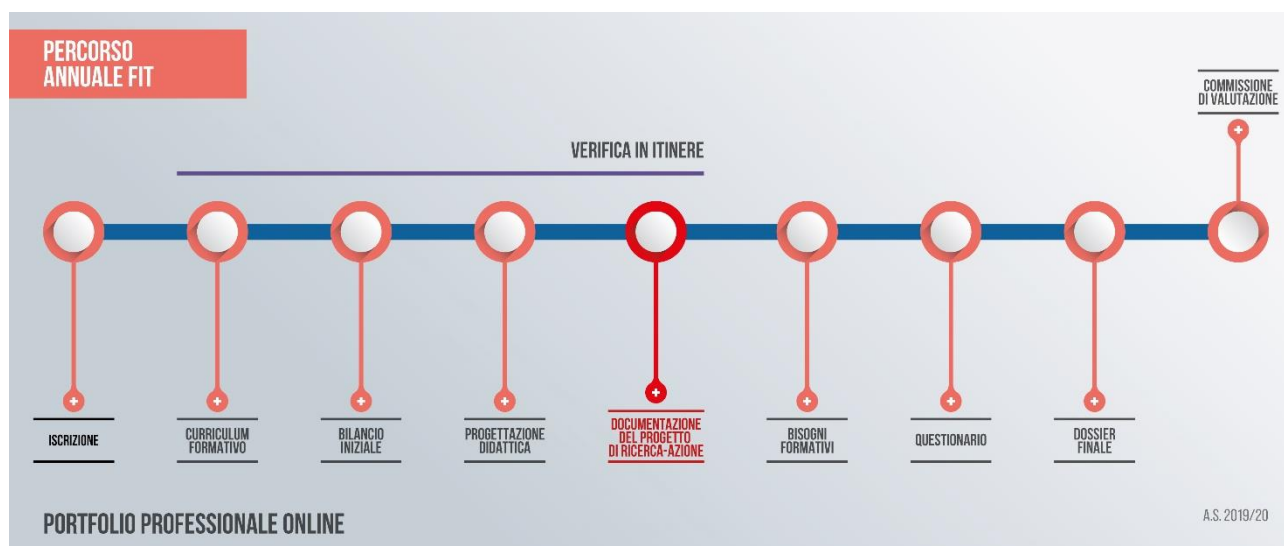 PERCORSO
ANNUALE FIT
COMMISSIONE
DI VALUTAZIONE
VERIFICA IN ITINERE
ISCRIZIONE
CURRICULUM
FORMATIVO
BILANCIO
INIZIALE
PROGETTAZIONE
DIDATTICA
DOCUMENTAZIONE
DEL PROGETTO
DI RICERCA-AZIONE
BISOGNI
FORMATIVI
QUESTIONARIO
DOSSIER
FINALE
PORTFOLIO PROFESSIONALE ONLINE
A.S. 2019/20